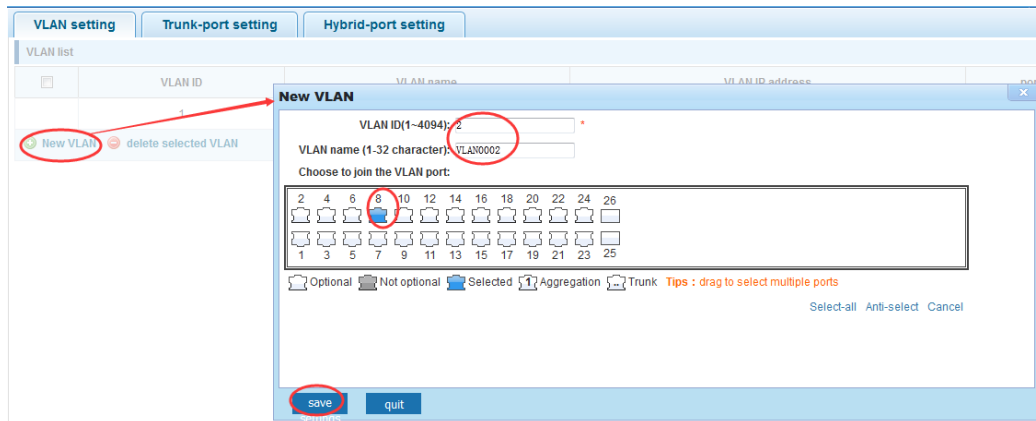 VLAN setting Trunk-port setting Hybrid-port setting
VLAN list
VLAN ID VLAN name VLAN IP address por
1
New VLAN delete selected VLAN
New VLAN
VLAN ID(1~4094): 2 *
VLAN name (1-32 character): VLAN0002
Choose to join the VLAN port:
2 4 6 8 10 12 14 16 18 20 22 24 26
1 3 5 7 9 11 13 15 17 19 21 23 25
Optional Not optional Selected 1 Aggregation Trunk Tips : drag to select multiple ports
Select-all Anti-select Cancel
save quit
settings